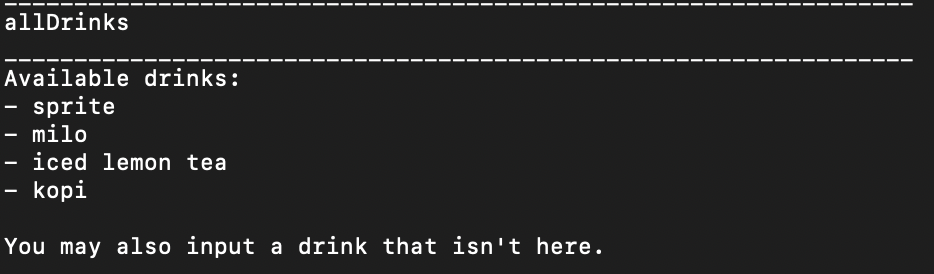 ____________________________________________________________
allDrinks
____________________________________________________________
Available drinks:
- sprite
- milo
- iced lemon tea
- kopi
You may also input a drink that isn't here.